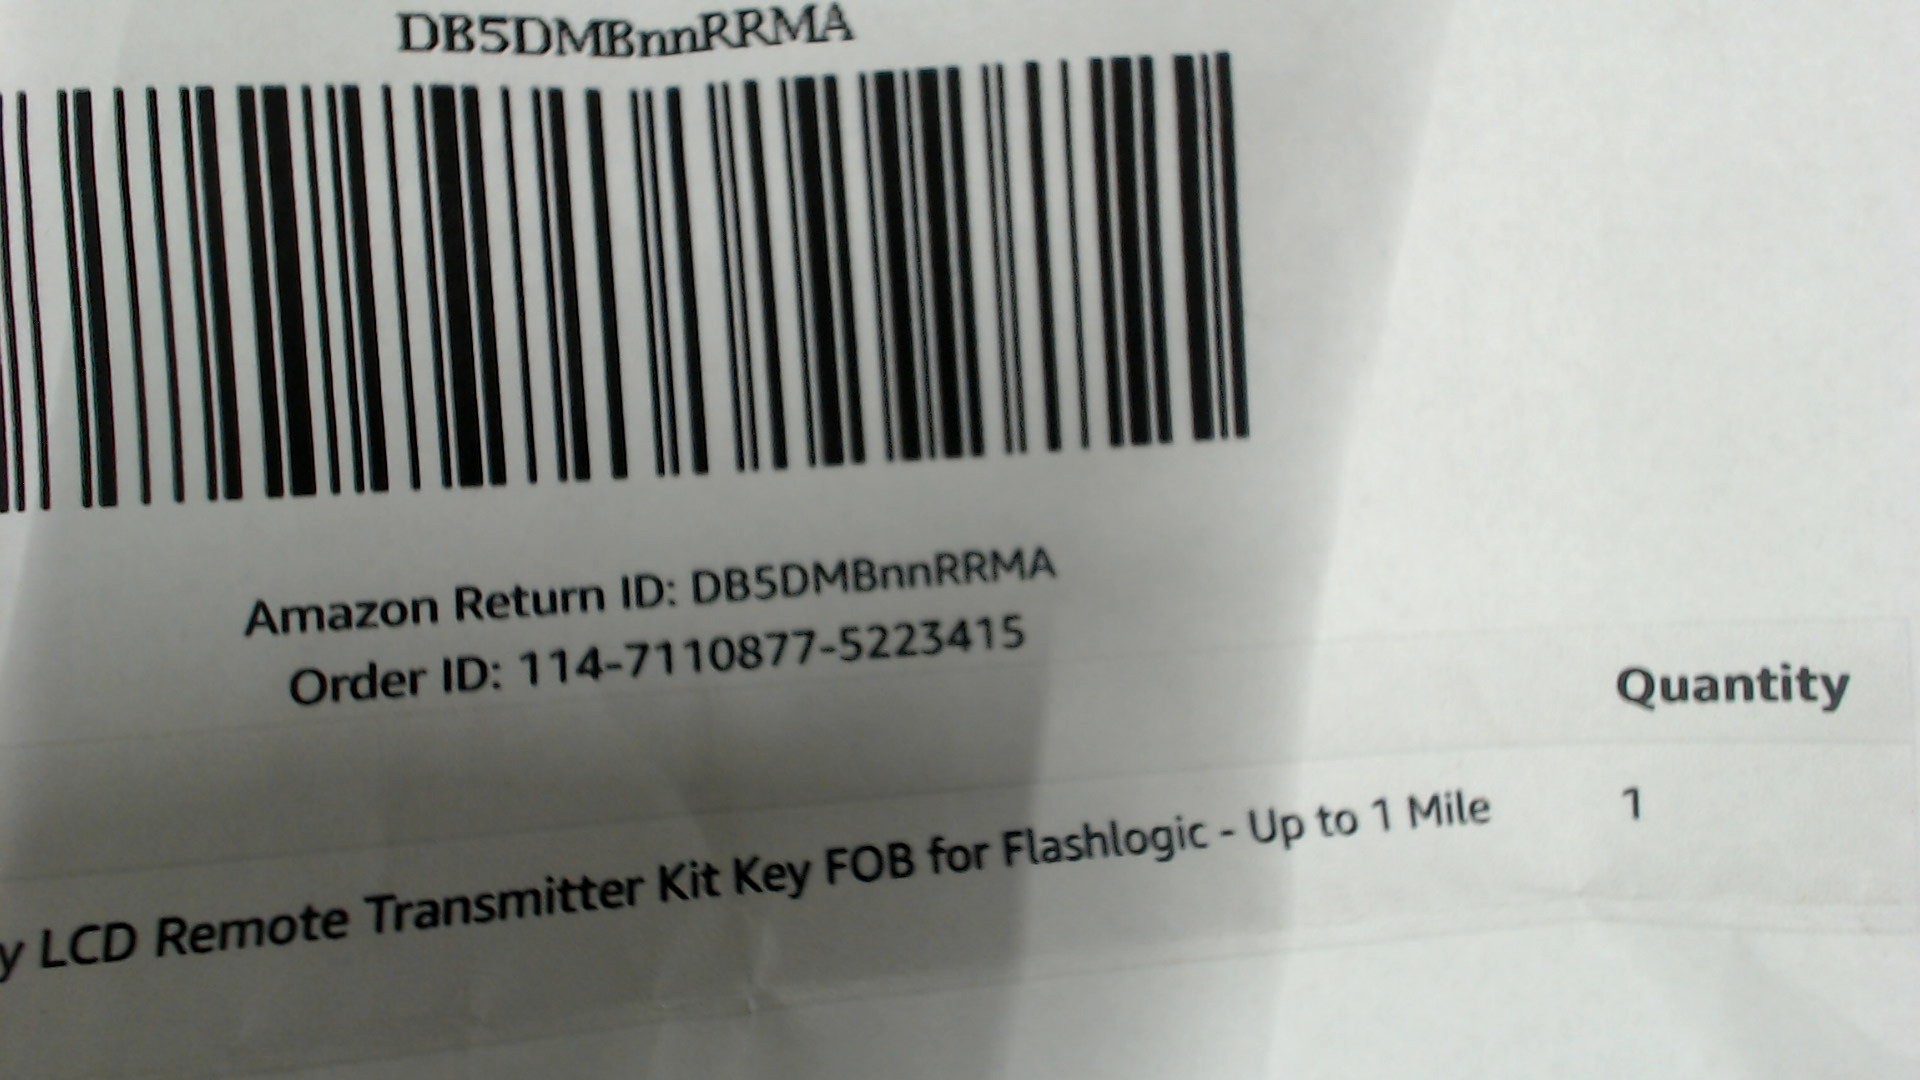 DB5DMBnnRRMA
Amazon Return ID: DB5DMBnnRRMA
Order ID: 114-7110877-5223415
Quantity
y LCD Remote Transmitter Kit Key FOB for Flashlogic - Up to 1 Mile 1